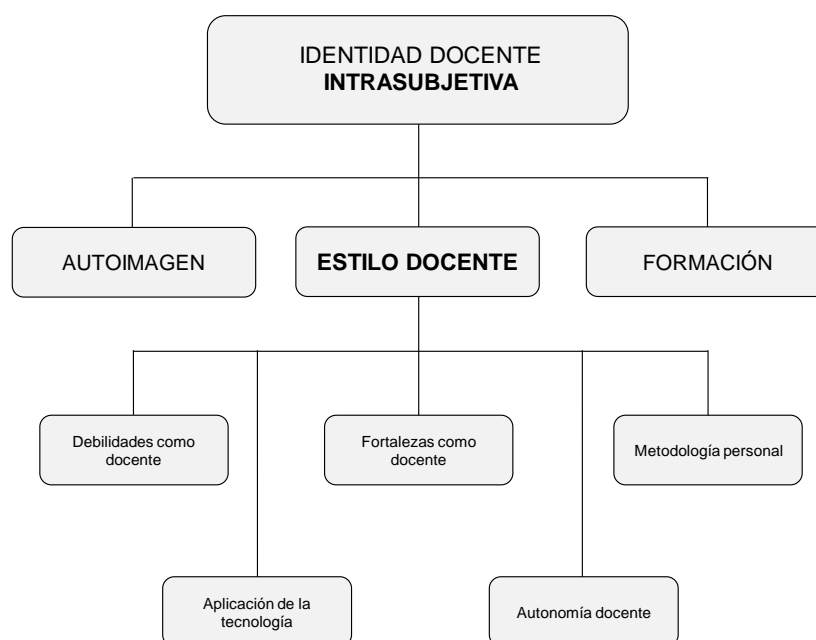 IDENTIDAD DOCENTE
INTRASUBJETIVA
AUTOIMAGEN
ESTILO DOCENTE
FORMACIÓN
Debilidades como
docente
Fortalezas como
docente
Metodología personal
Aplicación de la
tecnología
Autonomía docente